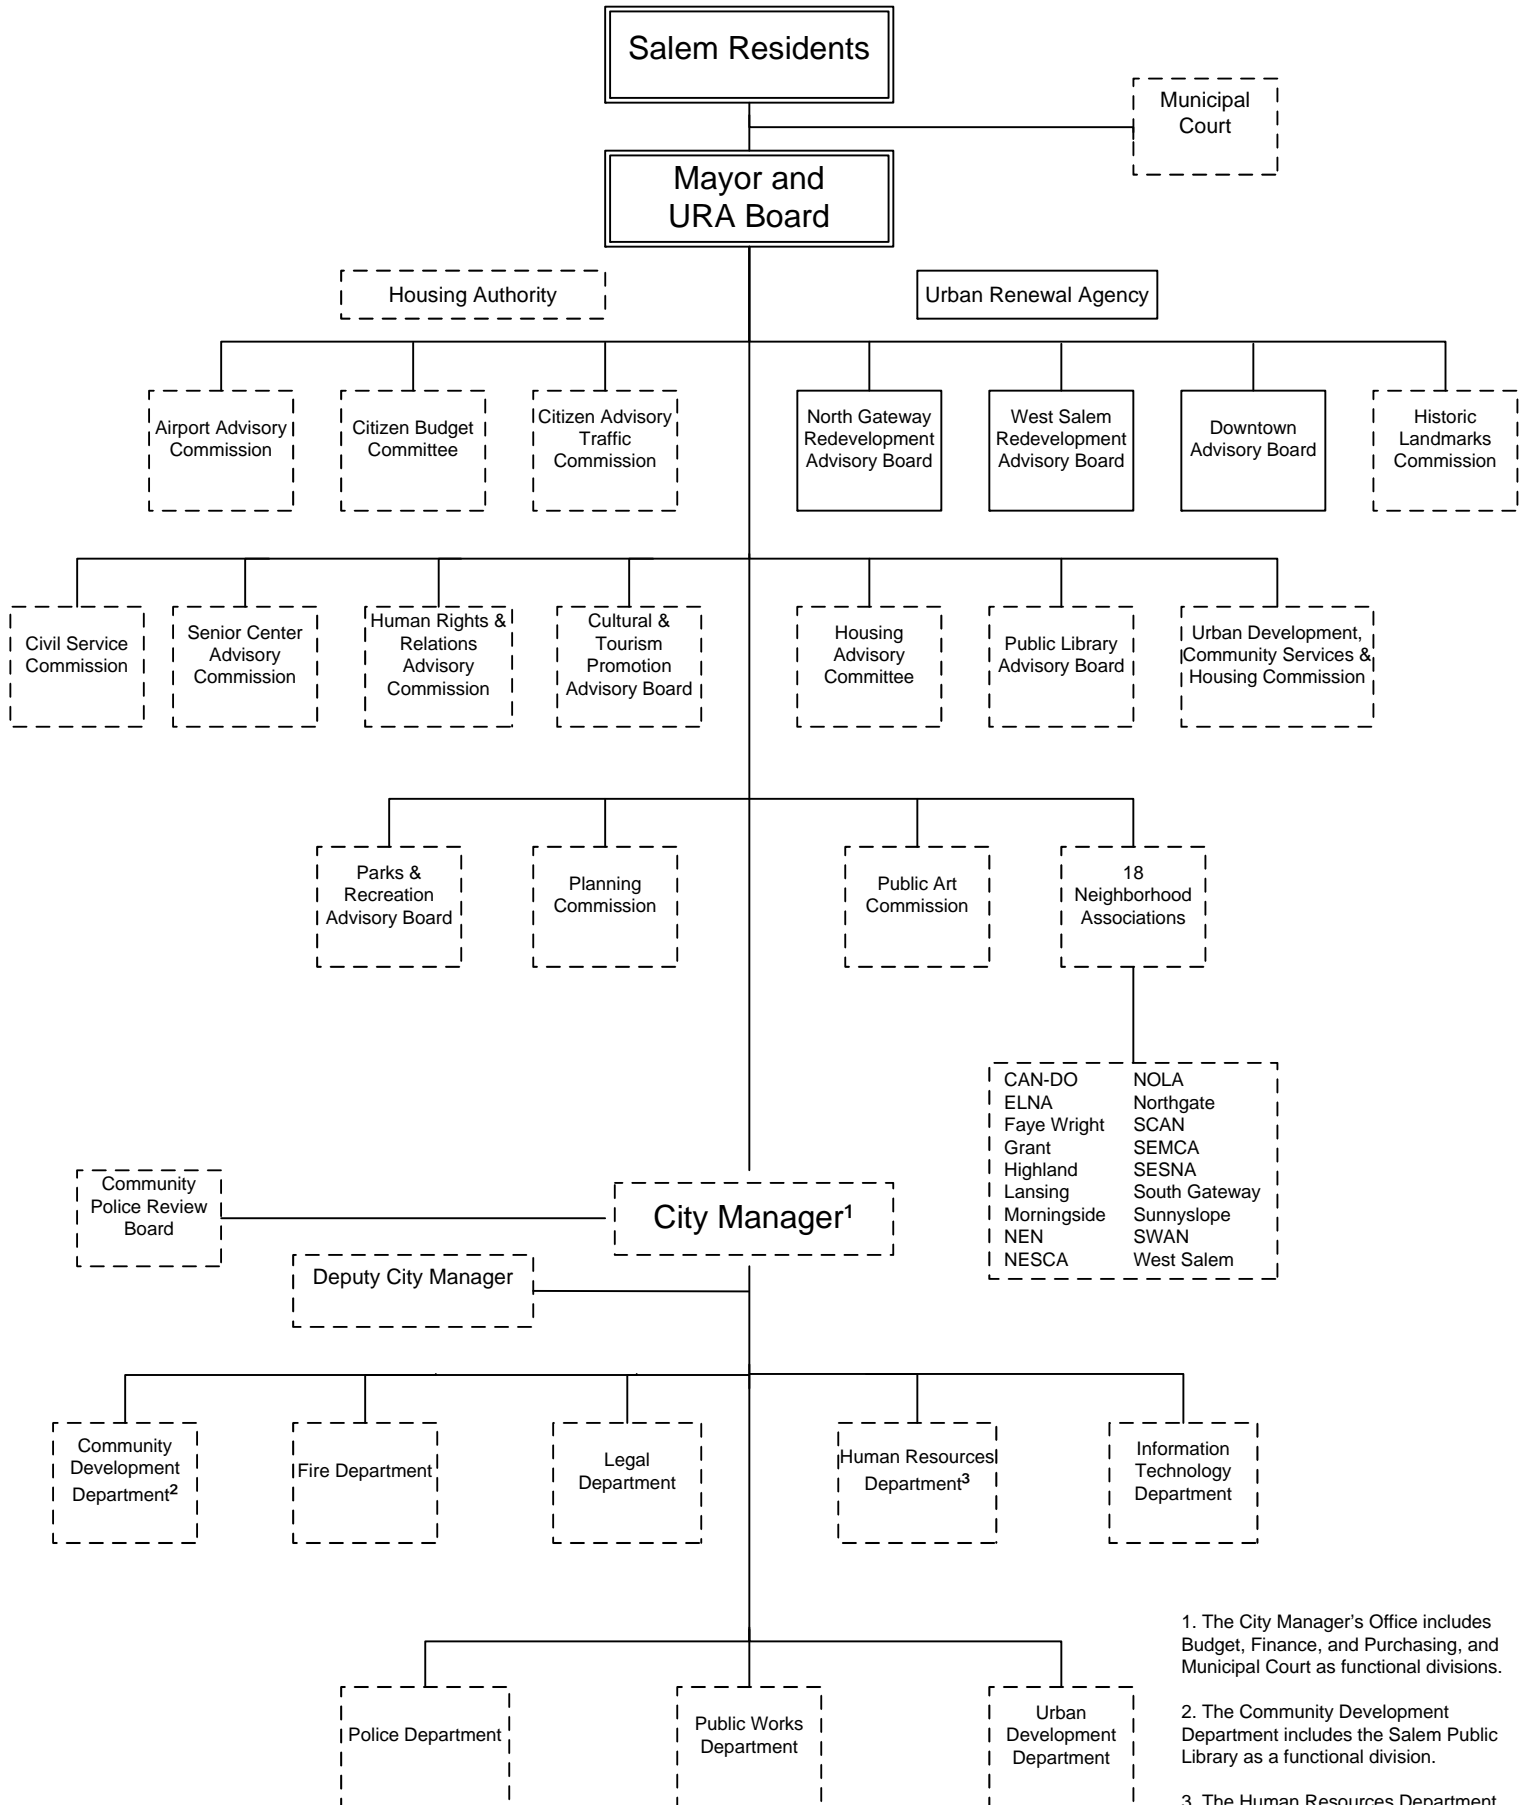 Salem Residents
Municipal
Court
Mayor and
URA Board
Housing Authority
Urban Renewal Agency
Airport Advisory
Commission
Citizen Budget
Committee
Citizen Advisory
Traffic
Commission
North Gateway
Redevelopment
Advisory Board
West Salem
Redevelopment
Advisory Board
Downtown
Advisory Board
Historic
Landmarks
Commission
Civil Service
Commission
Senior Center
Advisory
Commission
Human Rights &
Relations
Advisory
Commission
Cultural &
Tourism
Promotion
Advisory Board
Housing
Advisory
Committee
Public Library
Advisory Board
Urban Development,
Community Services &
Housing Commission
Parks &
Recreation
Advisory Board
Planning
Commission
Public Art
Commission
18
Neighborhood
Associations
CAN-DO
ELNA
Faye Wright
Grant
Highland
Lansing
Morningside
NEN
NESCA
NOLA
Northgate
SCAN
SEMCA
SESNA
South Gateway
Sunnyslope
SWAN
West Salem
Community
Police Review
Board
City Manager¹
Deputy City Manager
Community
Development
Department²
Fire Department
Legal
Department
Human Resources
Department³
Information
Technology
Department
Police Department
Public Works
Department
Urban
Development
Department
1. The City Manager’s Office includes
Budget, Finance, and Purchasing, and
Municipal Court as functional divisions.
2. The Community Development
Department includes the Salem Public
Library as a functional division.
3. The Human Resources Department